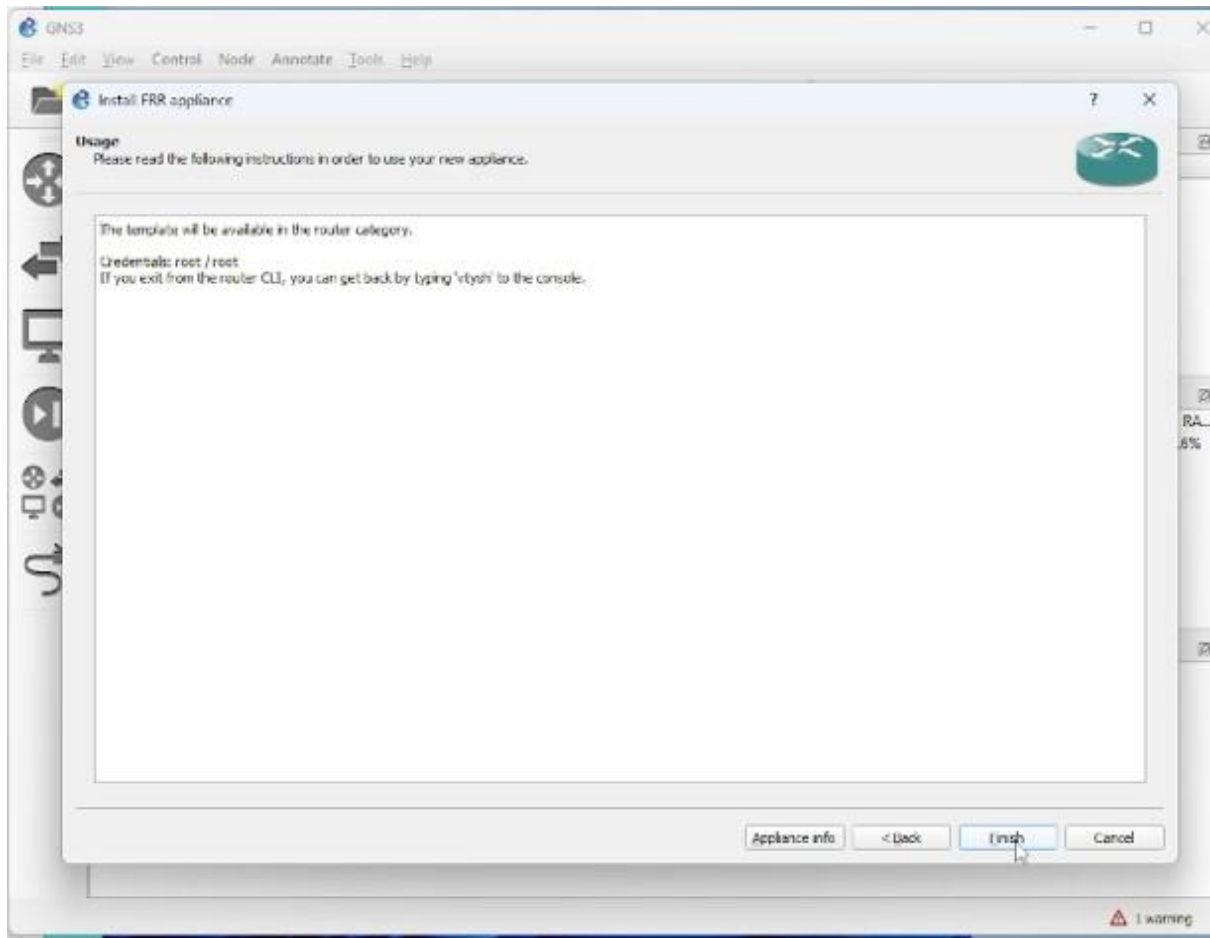 GNS3
File Edit View Control Node Annotate Tools Help
Install FRR appliance
?
Usage
Please read the following instructions in order to use your new appliance.
The template will be available in the router category.
Credentials: root / root
If you exit from the router CLI, you can get back by typing 'vtysh' to the console.
RA...
.6%
Appliance info
< Back
Finish
Cancel
1 warning